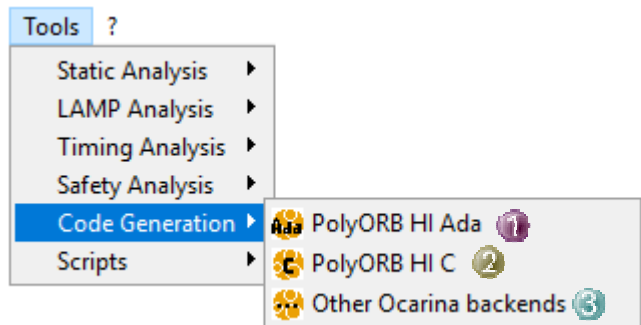 Tools ?
Static Analysis
LAMP Analysis
Timing Analysis
Safety Analysis
Code Generation
Scripts
Ada PolyORB HI Ada 1
C PolyORB HI C 2
Other Ocarina backends 3